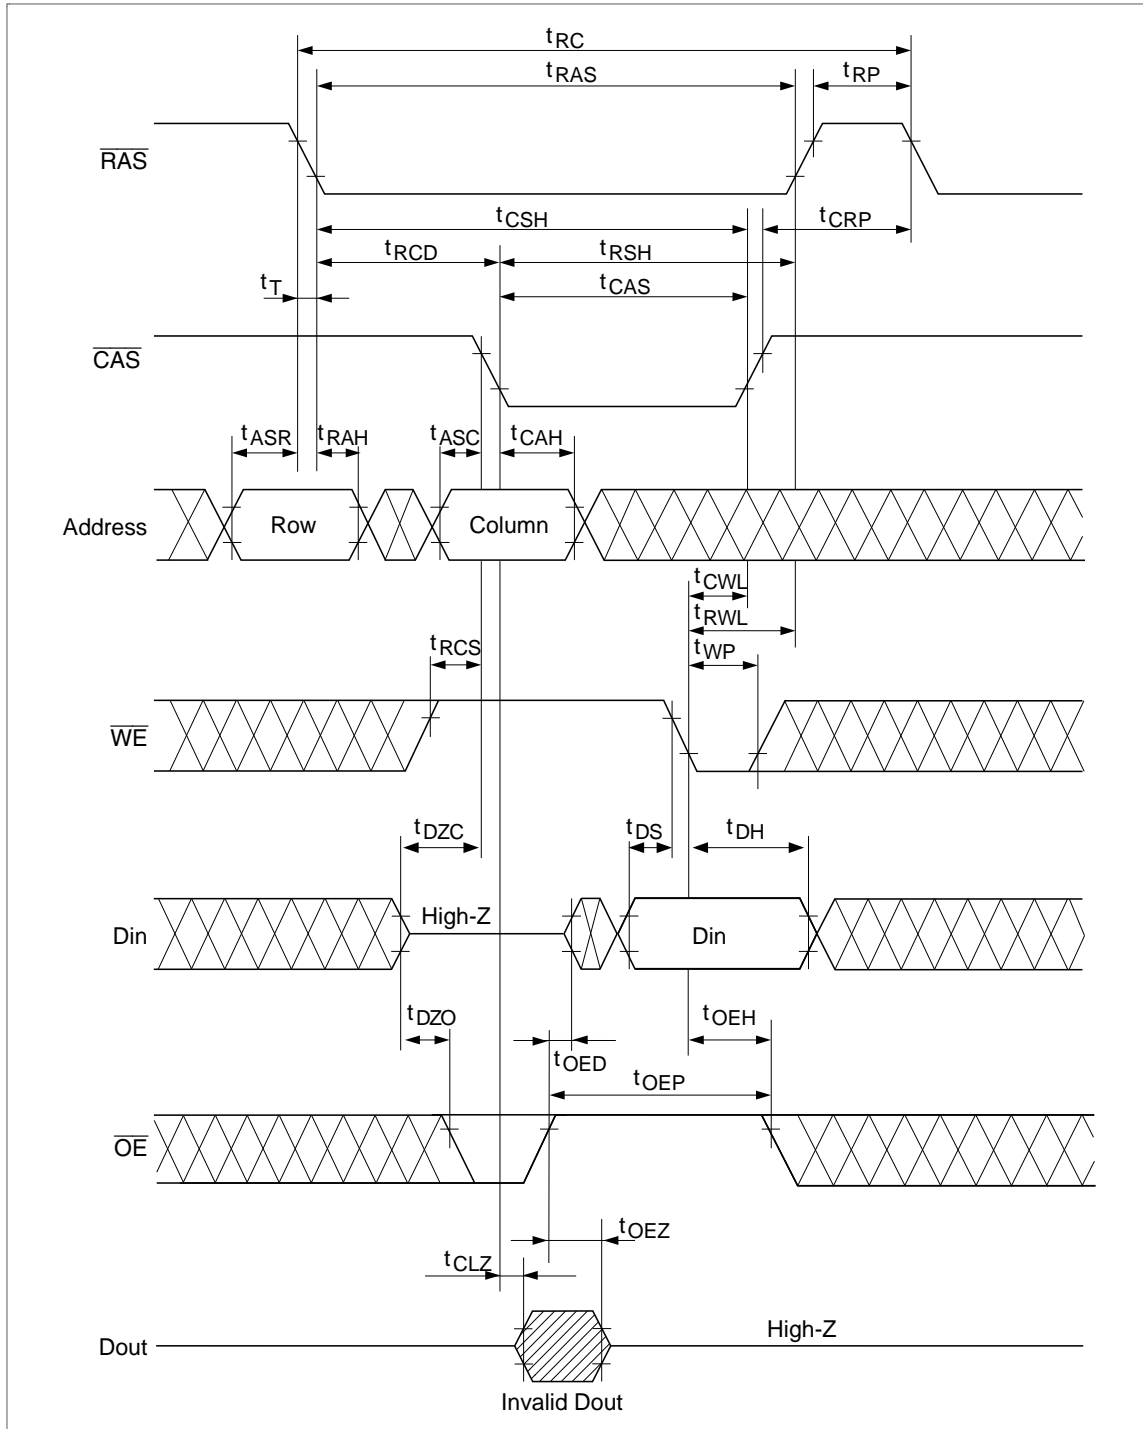 tRC
tRAS
tRP
RAS
tCSH
tCRP
tRCD
tRSH
tT
tCAS
CAS
tASR
tRAH
tASC
tCAH
Address
Row
Column
tCWL
tRWL
tRCS
tWP
WE
tDZC
tDS
tDH
High-Z
Din
Din
tDZO
tOEH
tOED
tOEP
OE
tOEZ
tCLZ
High-Z
Dout
Invalid Dout